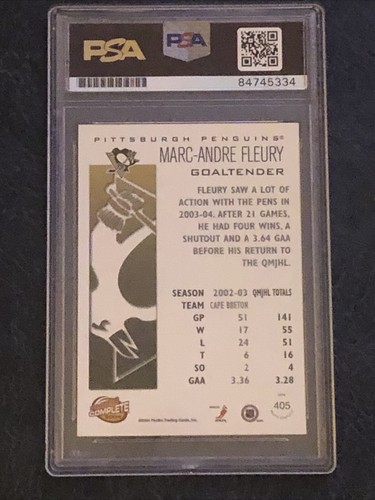 PSA
PSA
84745334
PITTSBURGH PENGUINS®
MARC-ANDRE FLEURY
GOALTENDER
FLEURY SAW A LOT OF
ACTION WITH THE PENS IN
2003-04. AFTER 21 GAMES,
HE HAD FOUR WINS, A
SHUTOUT AND A 3.64 GAA
BEFORE HIS RETURN TO
THE QMJHL.
SEASON 2002-03 QMJHL TOTALS
TEAM CAPE BRETON
GP 51 141
W 17 55
L 24 51
T 6 16
SO 2 4
GAA 3.36 3.28
COMPLETE
405